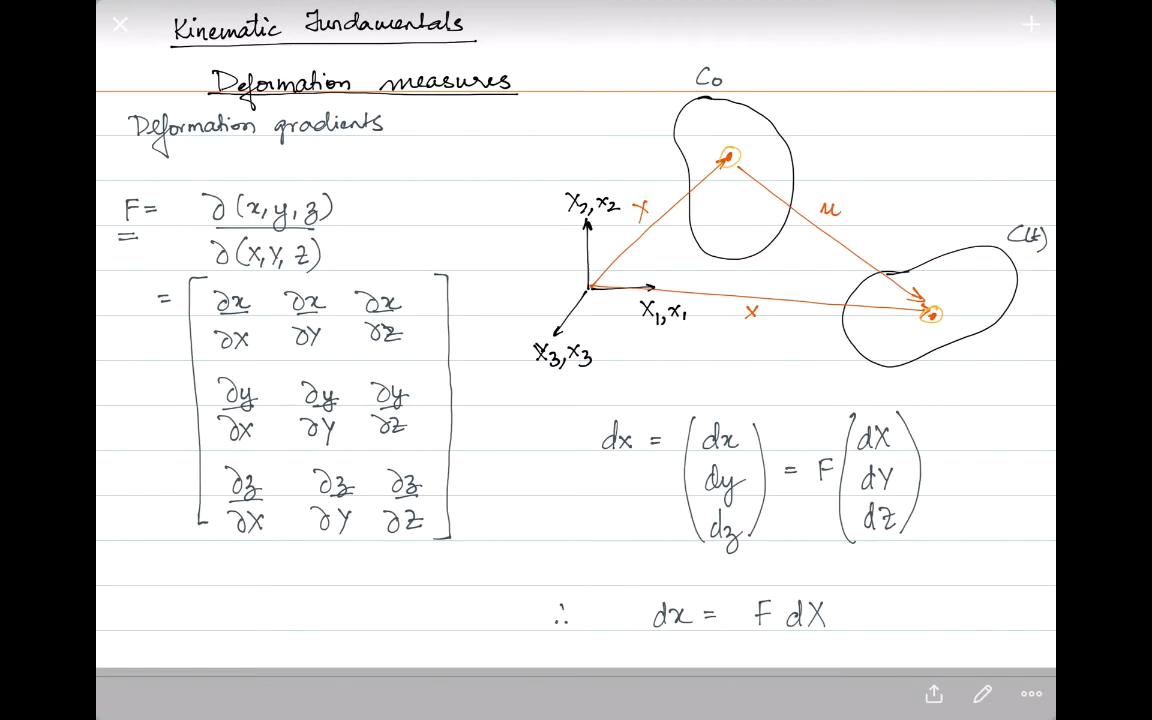 Kinematic Fundamentals
Deformation measures
Deformation gradients
F = ∂(x, y, z)
∂(X, Y, Z)
= [ ∂x ∂x ∂x
∂X ∂Y ∂Z
∂y ∂y ∂y
∂X ∂Y ∂Z
∂z ∂z ∂z
∂X ∂Y ∂Z ]
C₀
X₂, x₂
X
u
C(t)
X₁, x₁
x
X₃, x₃
dx = ( dx dy dz ) = F ( dX dY dZ )
∴ dx = F dX